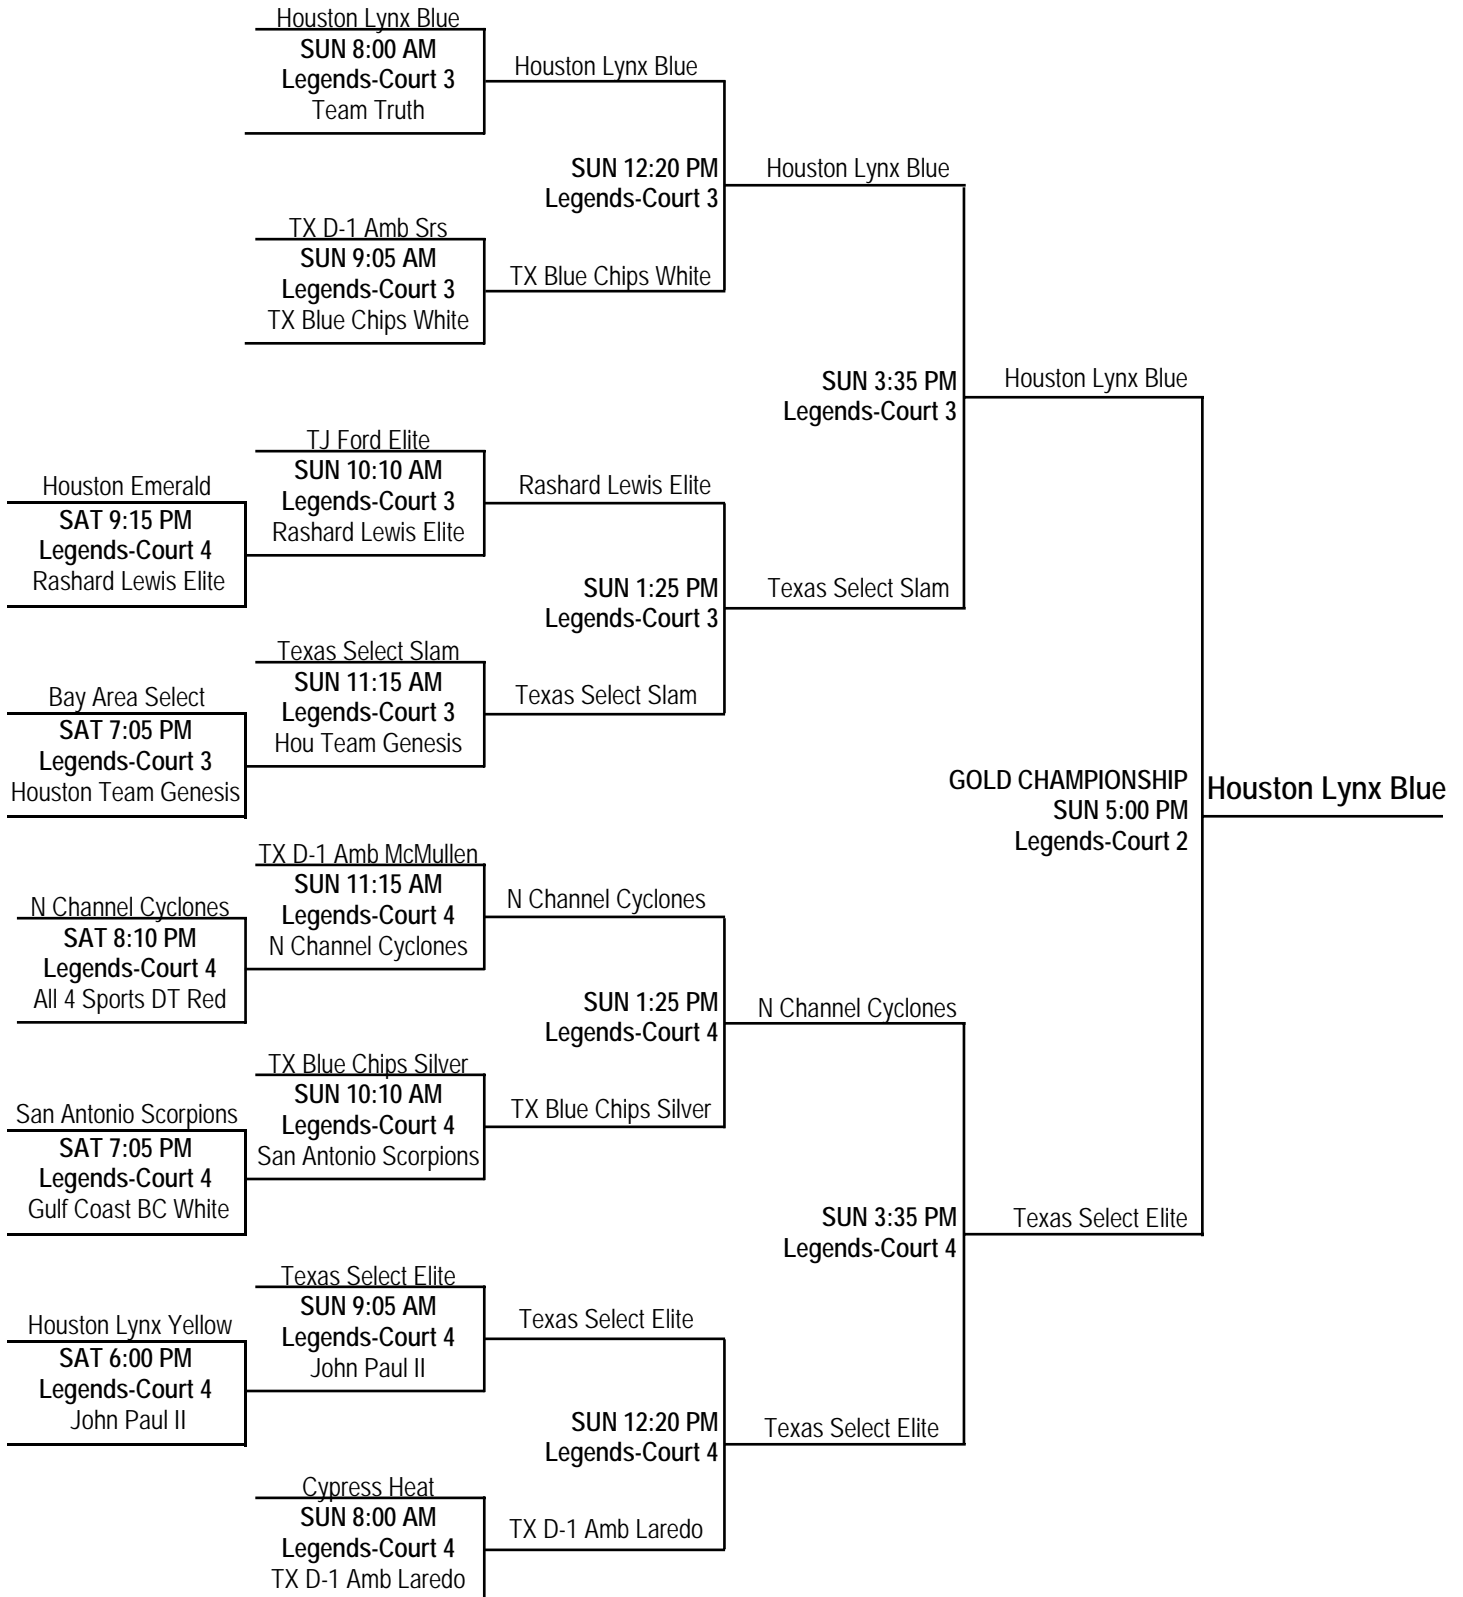 Houston Lynx Blue
SUN 8:00 AM
Legends-Court 3
Team Truth
Houston Lynx Blue
SUN 12:20 PM
Legends-Court 3
Houston Lynx Blue
TX D-1 Amb Srs
SUN 9:05 AM
Legends-Court 3
TX Blue Chips White
TX Blue Chips White
SUN 3:35 PM
Legends-Court 3
Houston Lynx Blue
TJ Ford Elite
SUN 10:10 AM
Legends-Court 3
Rashard Lewis Elite
Houston Emerald
SAT 9:15 PM
Legends-Court 4
Rashard Lewis Elite
Rashard Lewis Elite
SUN 1:25 PM
Legends-Court 3
Texas Select Slam
Texas Select Slam
SUN 11:15 AM
Legends-Court 3
Hou Team Genesis
Bay Area Select
SAT 7:05 PM
Legends-Court 3
Houston Team Genesis
Texas Select Slam
GOLD CHAMPIONSHIP
SUN 5:00 PM
Legends-Court 2
Houston Lynx Blue
TX D-1 Amb McMullen
SUN 11:15 AM
Legends-Court 4
N Channel Cyclones
N Channel Cyclones
SAT 8:10 PM
Legends-Court 4
All 4 Sports DT Red
N Channel Cyclones
SUN 1:25 PM
Legends-Court 4
N Channel Cyclones
TX Blue Chips Silver
SUN 10:10 AM
Legends-Court 4
San Antonio Scorpions
San Antonio Scorpions
SAT 7:05 PM
Legends-Court 4
Gulf Coast BC White
TX Blue Chips Silver
SUN 3:35 PM
Legends-Court 4
Texas Select Elite
Texas Select Elite
SUN 9:05 AM
Legends-Court 4
John Paul II
Houston Lynx Yellow
SAT 6:00 PM
Legends-Court 4
John Paul II
Texas Select Elite
SUN 12:20 PM
Legends-Court 4
Texas Select Elite
Cypress Heat
SUN 8:00 AM
Legends-Court 4
TX D-1 Amb Laredo
TX D-1 Amb Laredo